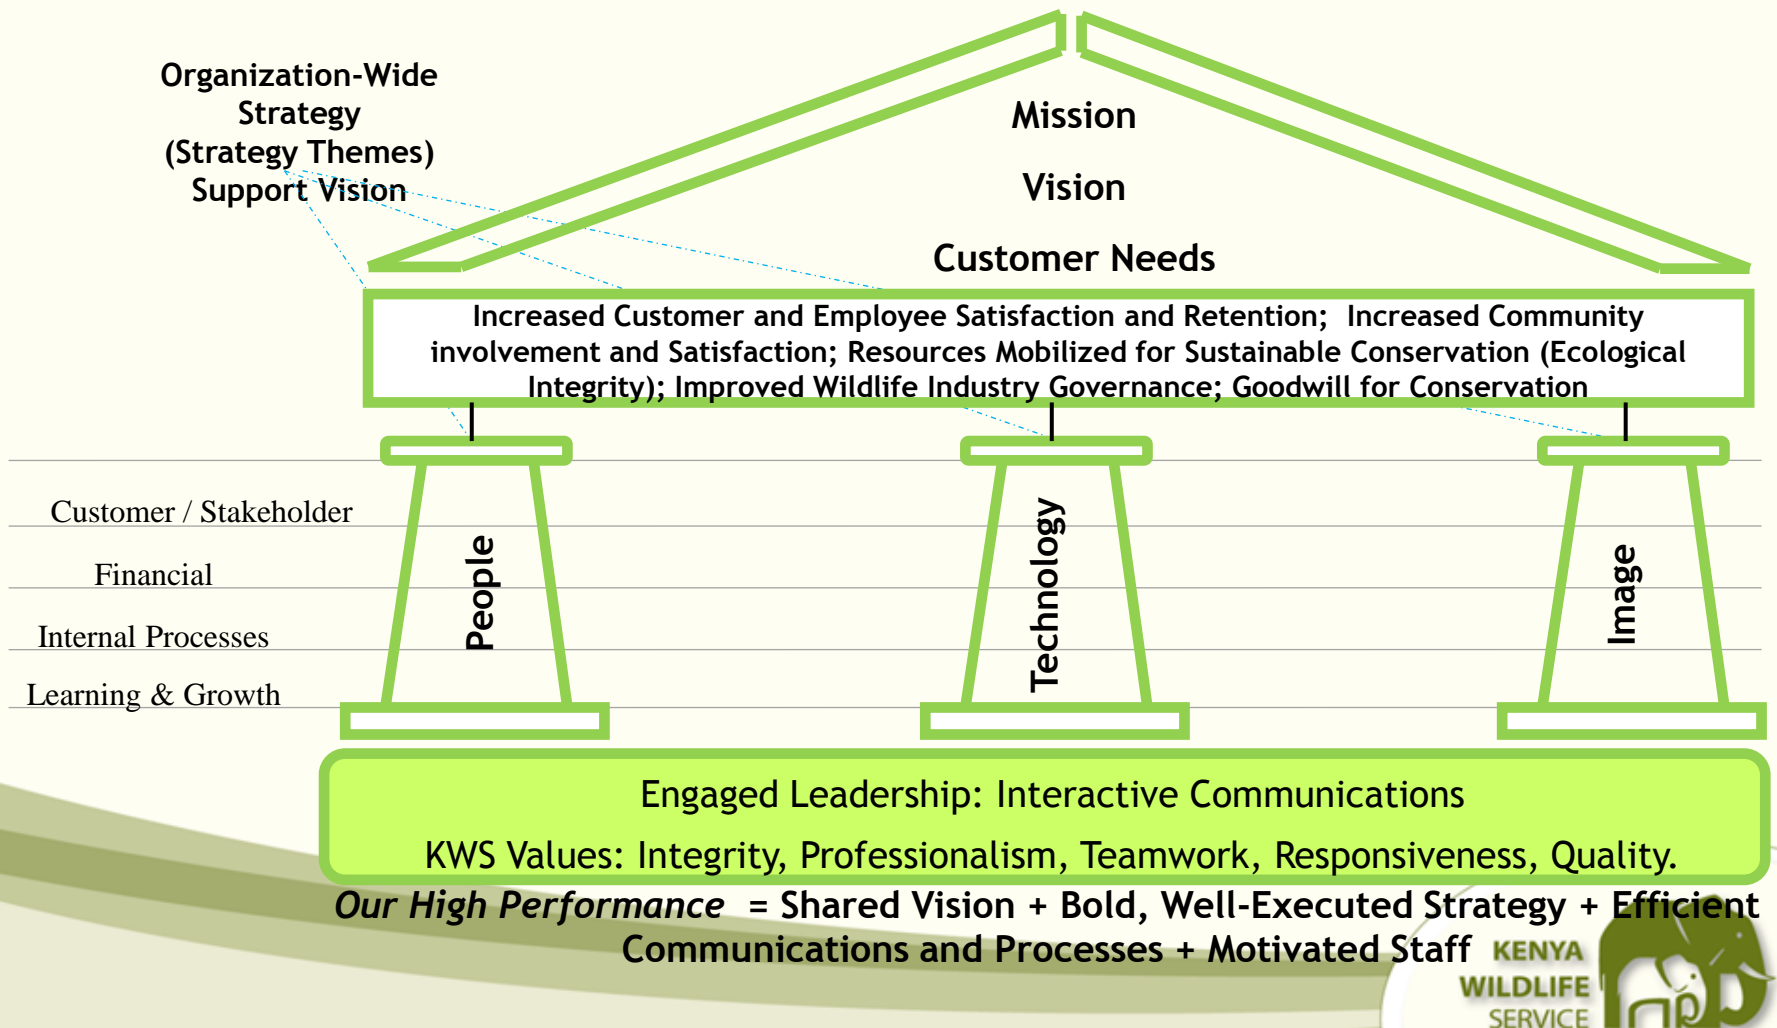 Organization-Wide
Strategy
(Strategy Themes)
Support Vision
Mission
Vision
Customer Needs
Increased Customer and Employee Satisfaction and Retention; Increased Community
involvement and Satisfaction; Resources Mobilized for Sustainable Conservation (Ecological
Integrity); Improved Wildlife Industry Governance; Goodwill for Conservation
Customer / Stakeholder
Financial
Internal Processes
Learning & Growth
People
Technology
Image
Engaged Leadership: Interactive Communications
KWS Values: Integrity, Professionalism, Teamwork, Responsiveness, Quality.
Our High Performance = Shared Vision + Bold, Well-Executed Strategy + Efficient
Communications and Processes + Motivated Staff
KENYA
WILDLIFE
SERVICE